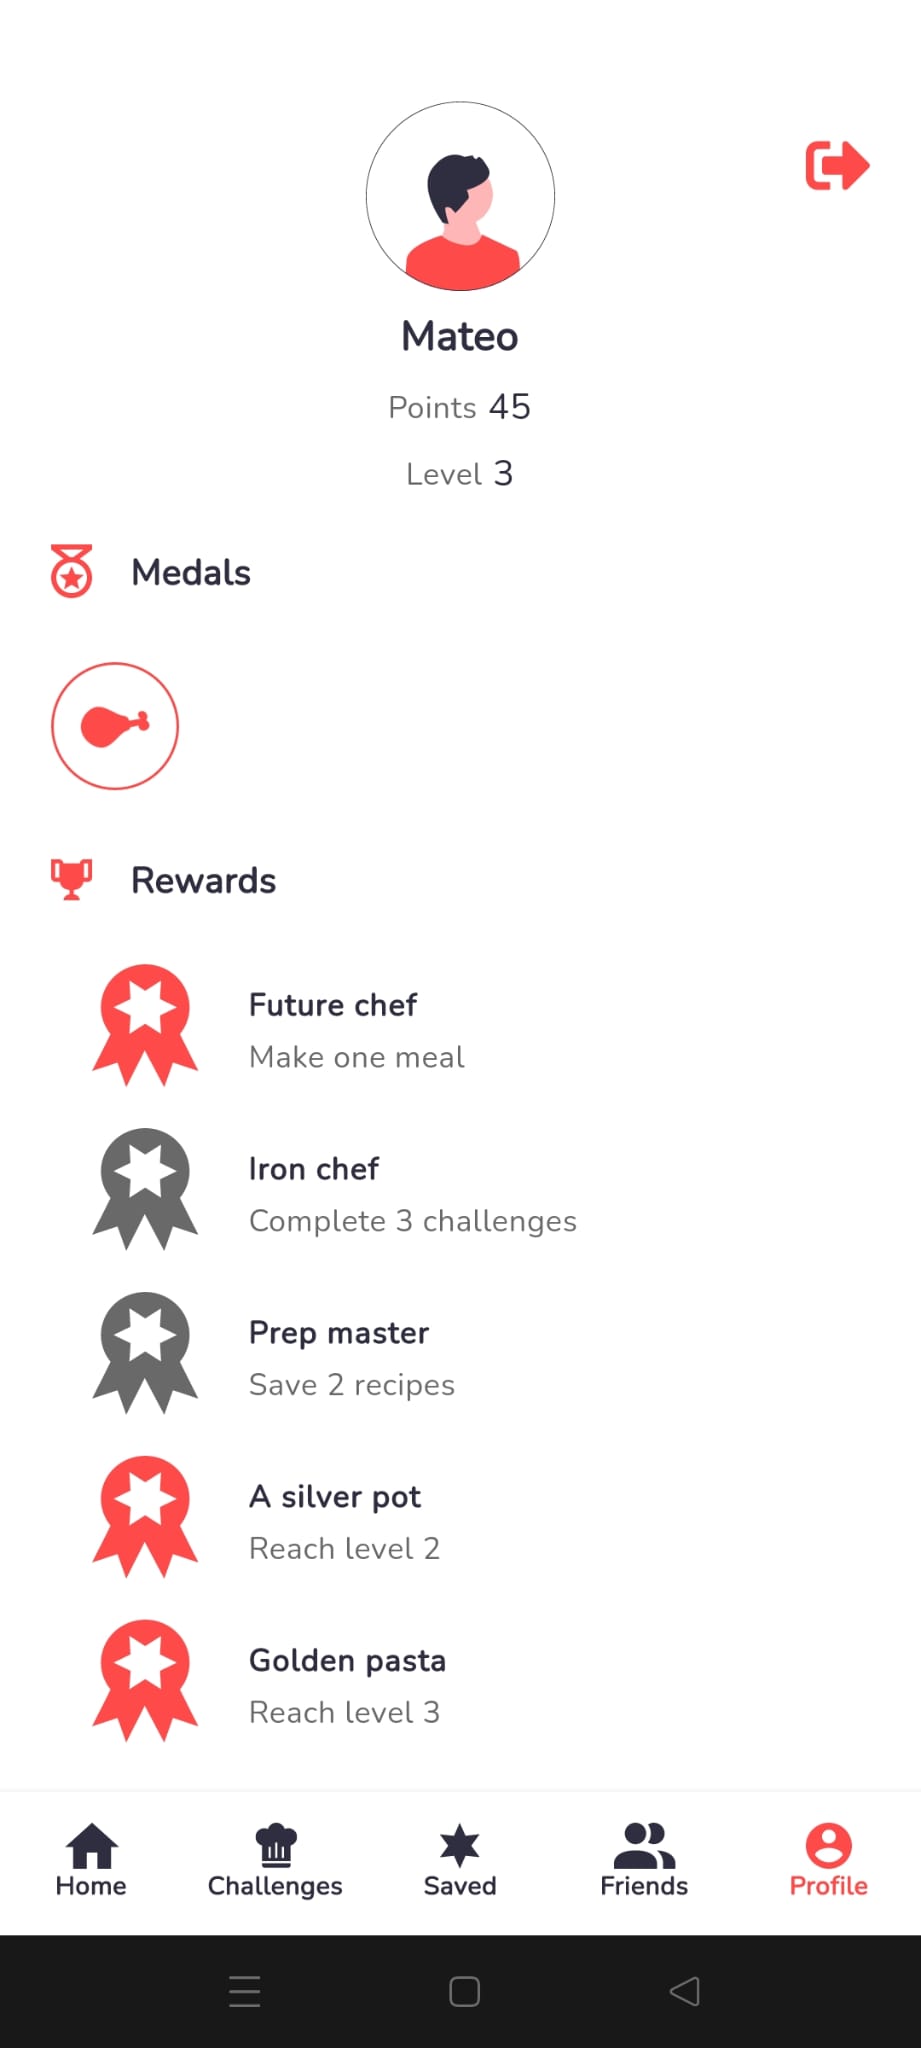 Mateo
Points 45
Level 3
Medals
Rewards
Future chef
Make one meal
Iron chef
Complete 3 challenges
Prep master
Save 2 recipes
A silver pot
Reach level 2
Golden pasta
Reach level 3
Home Challenges Saved Friends Profile